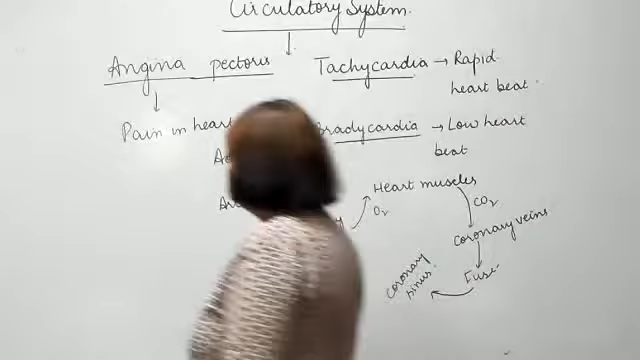 Circulatory System.
Angina pectoris
Tachycardia → Rapid
heart beat.
Pain in heart
Bradycardia → Low heart
beat
Heart muscles
O₂
CO₂
Coronary veins
Fuse
Coronary
sinus